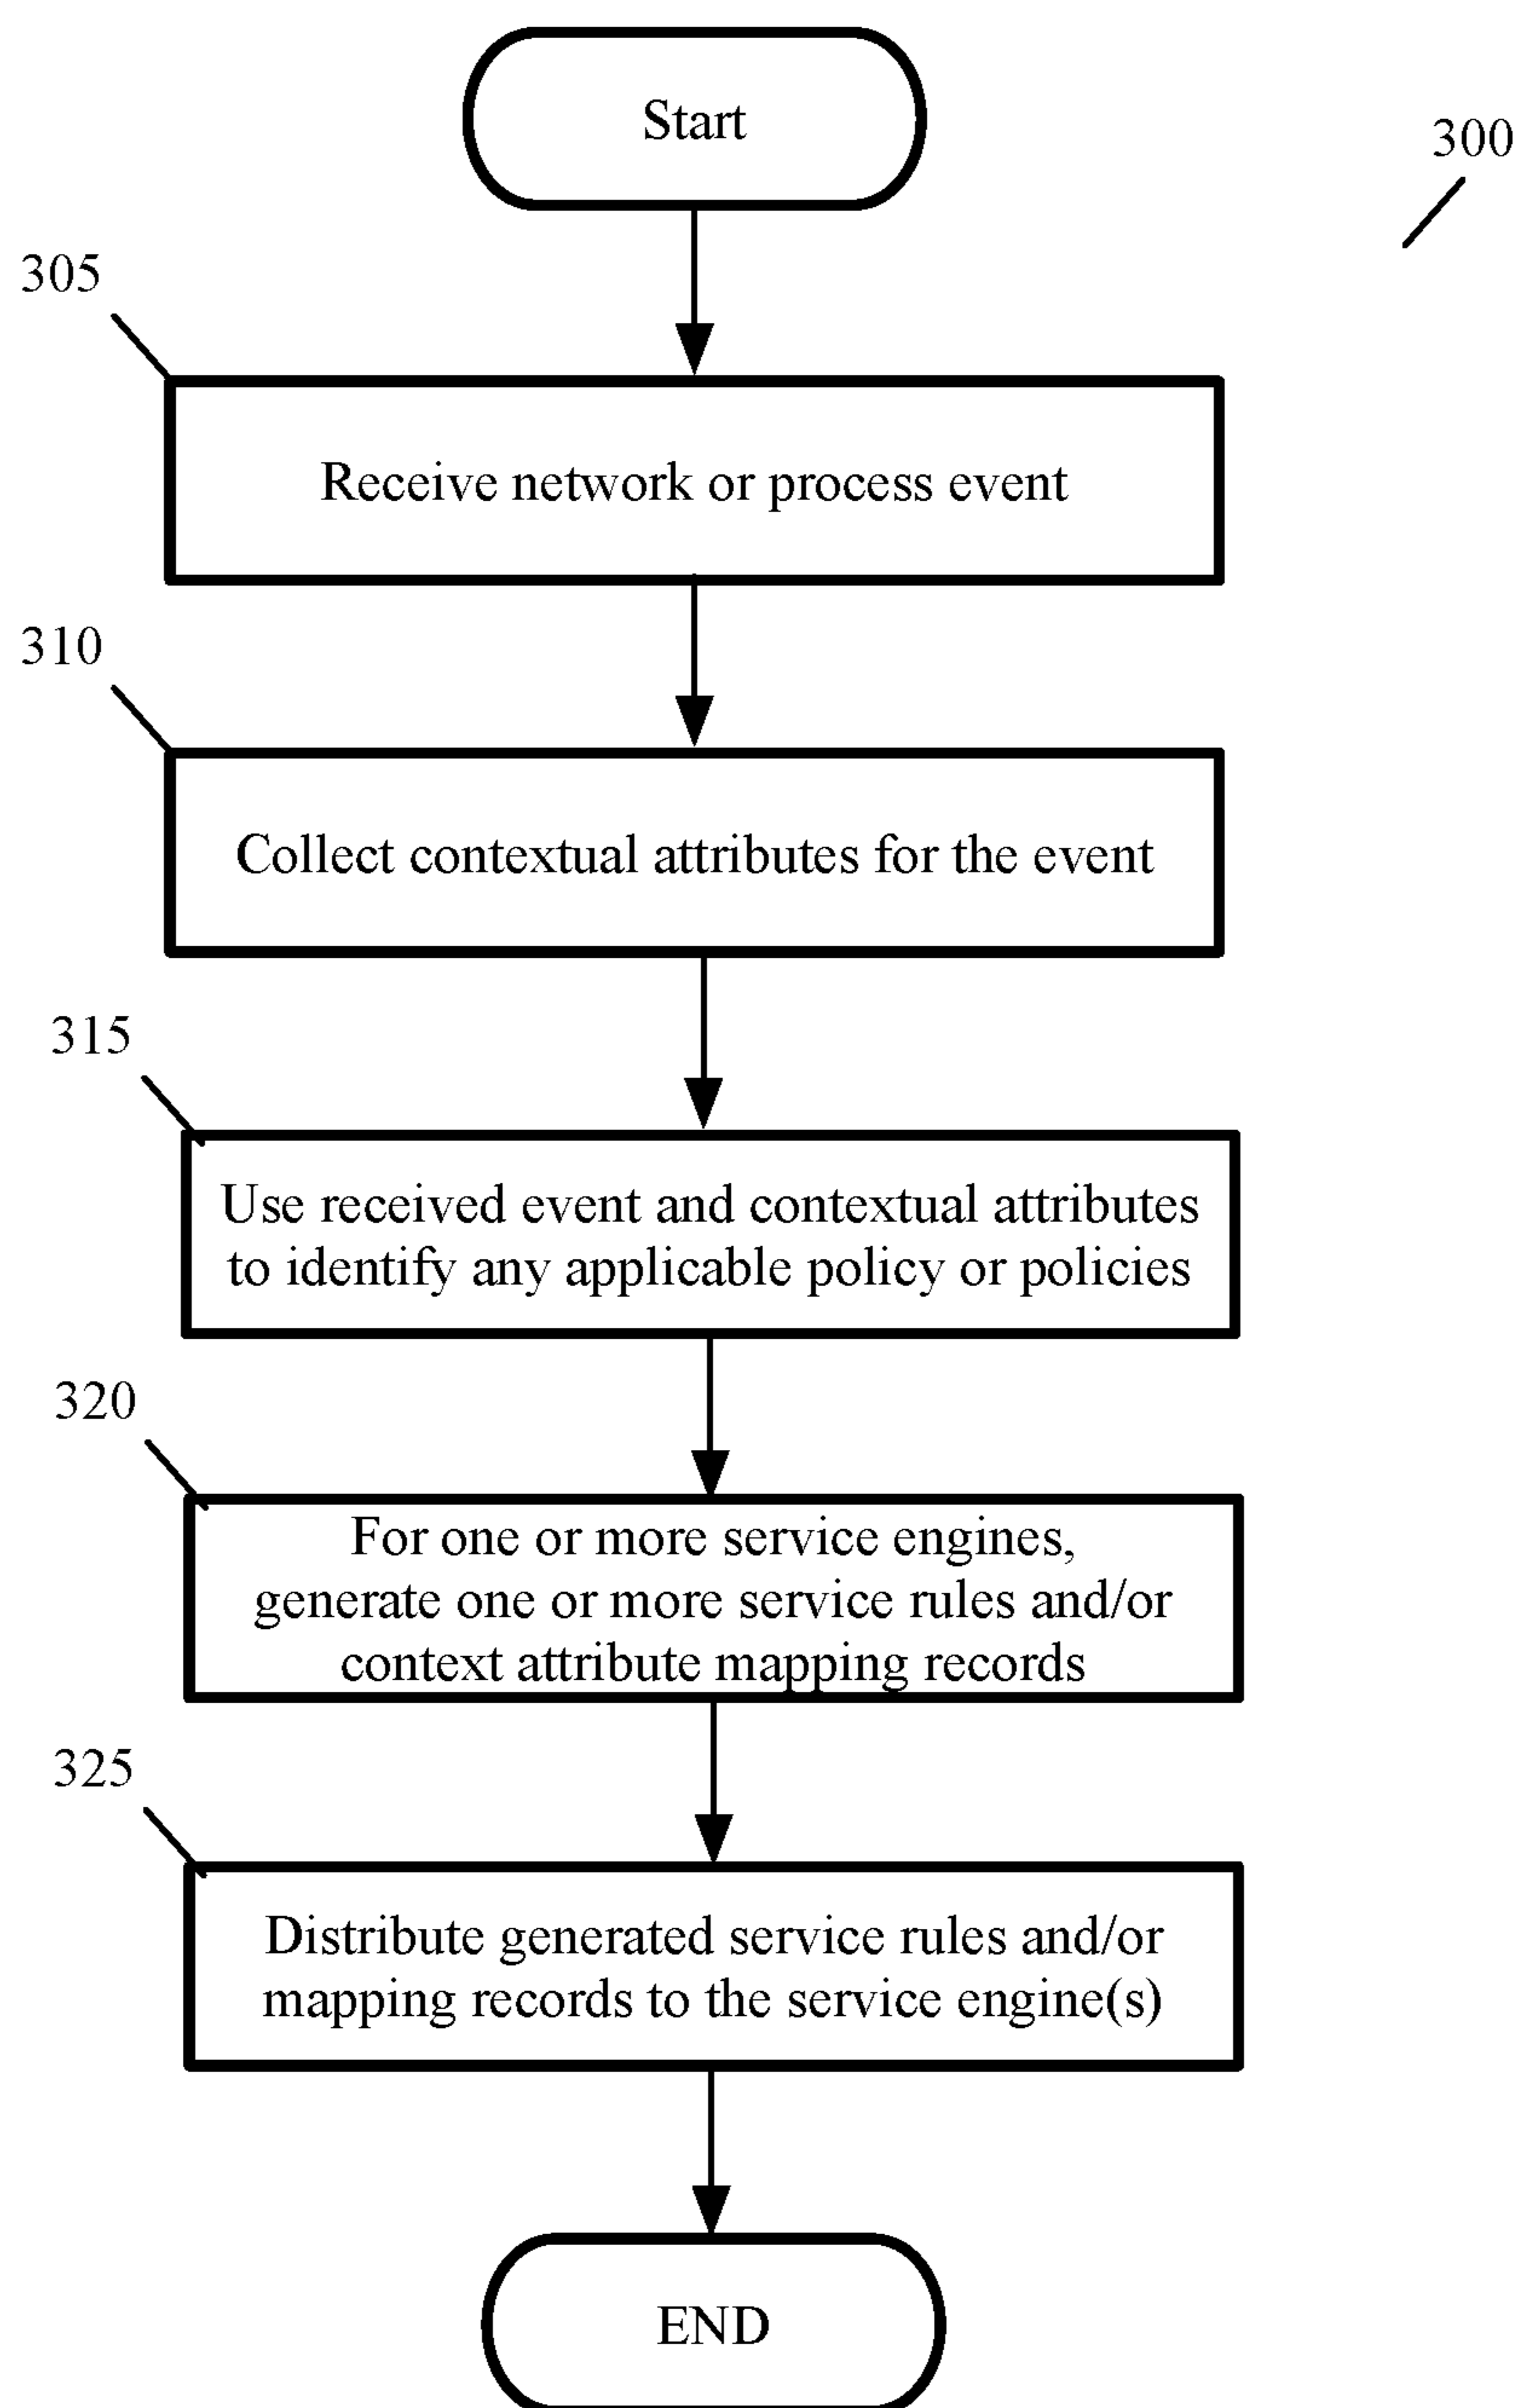 Start
300
305
Receive network or process event
310
Collect contextual attributes for the event
315
Use received event and contextual attributes
to identify any applicable policy or policies
320
For one or more service engines,
generate one or more service rules and/or
context attribute mapping records
325
Distribute generated service rules and/or
mapping records to the service engine(s)
END